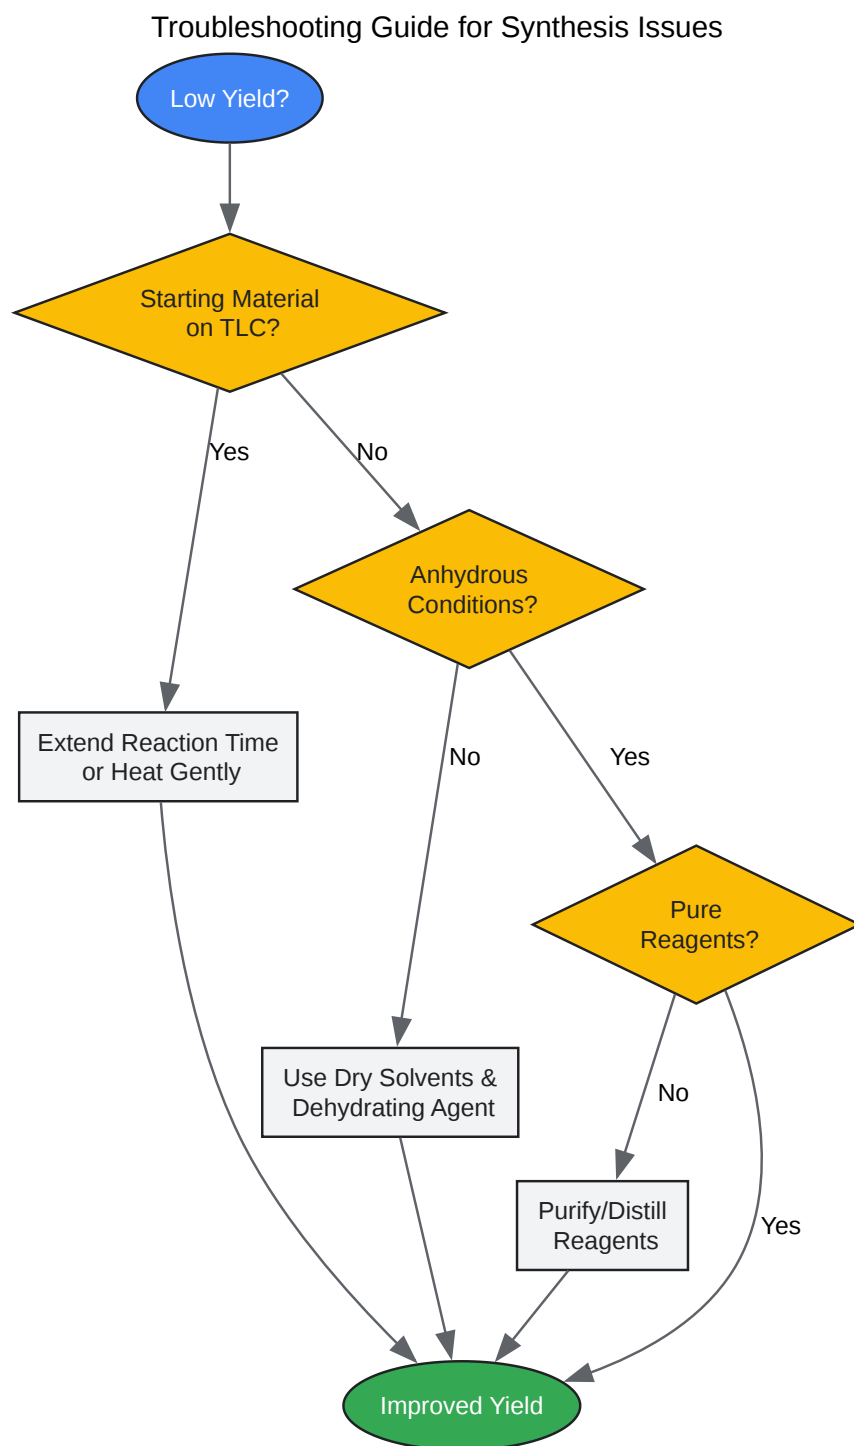 Troubleshooting Guide for Synthesis Issues
Low Yield?
Starting Material
on TLC?
Yes
No
Anhydrous
Conditions?
Extend Reaction Time
or Heat Gently
No
Yes
Pure
Reagents?
Use Dry Solvents &
Dehydrating Agent
No
Purify/Distill
Reagents
Yes
Improved Yield